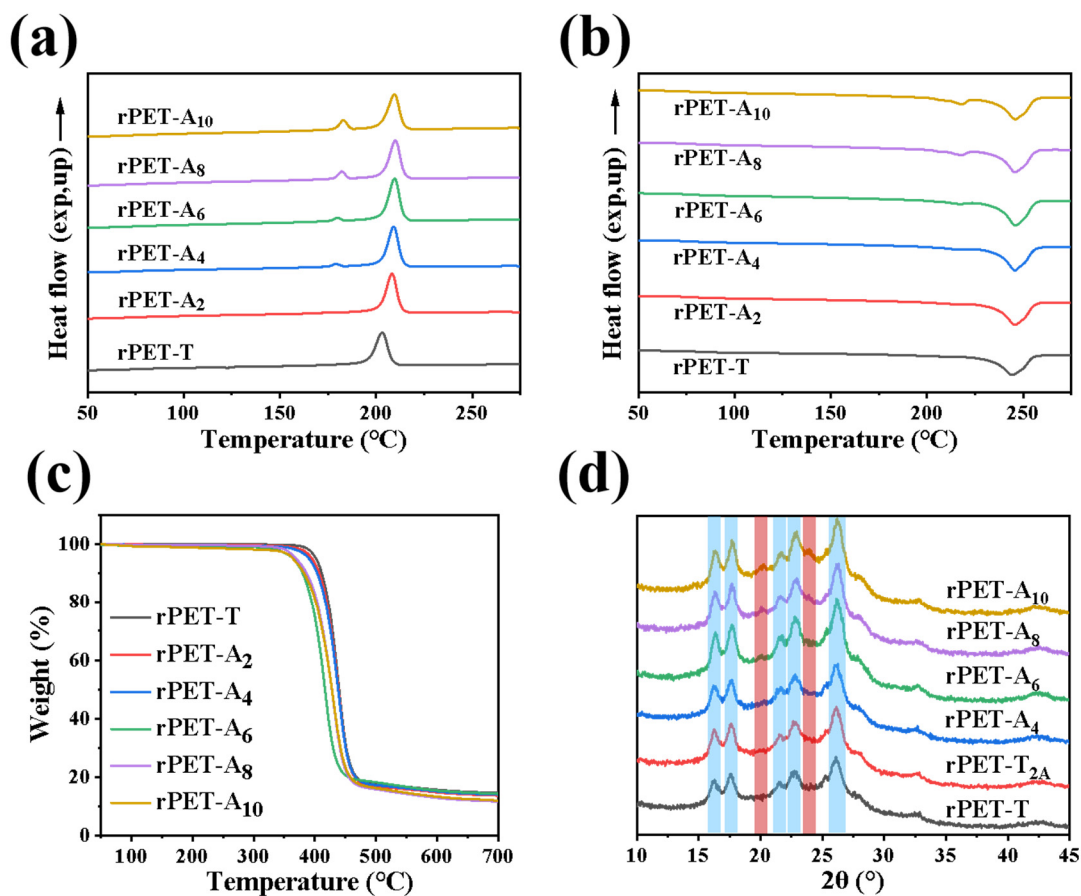 (a)
Heat flow (exp,up)
rPET-A10
rPET-A8
rPET-A6
rPET-A4
rPET-A2
rPET-T
50 100 150 200 250
Temperature (°C)
(b)
Heat flow (exp,up)
rPET-A10
rPET-A8
rPET-A6
rPET-A4
rPET-A2
rPET-T
50 100 150 200 250
Temperature (°C)
(c)
Weight (%)
100
80
60
40
20
0
rPET-T
rPET-A2
rPET-A4
rPET-A6
rPET-A8
rPET-A10
100 200 300 400 500 600 700
Temperature (°C)
(d)
rPET-A10
rPET-A8
rPET-A6
rPET-A4
rPET-T2A
rPET-T
10 15 20 25 30 35 40 45
2θ (°)